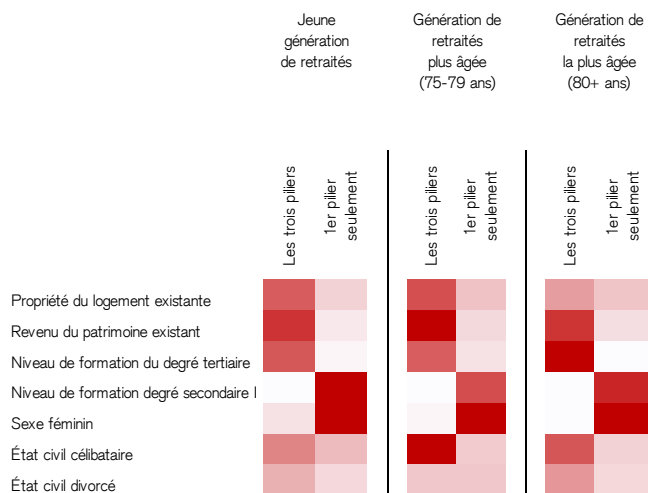 Jeune
génération
de retraités
Génération de
retraités
plus âgée
(75-79 ans)
Génération de
retraités
la plus âgée
(80+ ans)
Les trois piliers
1er pilier
seulement
Les trois piliers
1er pilier
seulement
Les trois piliers
1er pilier
seulement
Propriété du logement existante
Revenu du patrimoine existant
Niveau de formation du degré tertiaire
Niveau de formation degré secondaire I
Sexe féminin
État civil célibataire
État civil divorcé